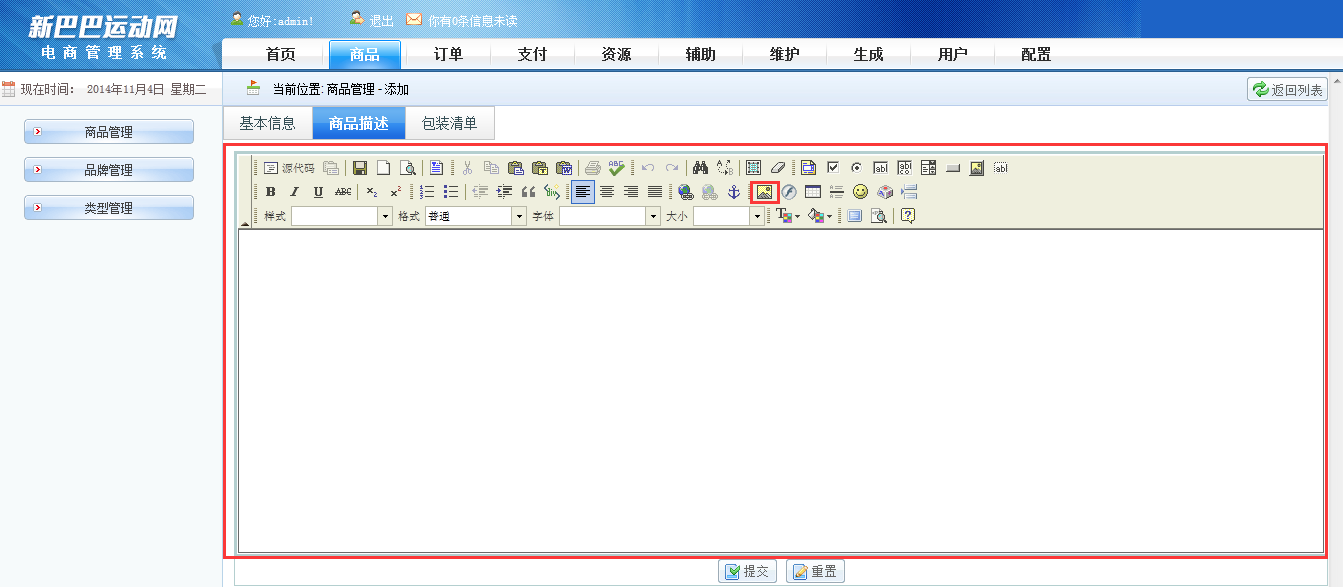 新巴巴运动网
电商管理系统
您好:admin!
退出
你有0条信息未读
首页 商品 订单 支付 资源 辅助 维护 生成 用户 配置
现在时间： 2014年11月4日 星期二
当前位置: 商品管理 - 添加
返回列表
商品管理
品牌管理
类型管理
基本信息 商品描述 包装清单
源代码
B I U ABC x₂ x²
样式 格式 普通 字体 大小
提交 重置